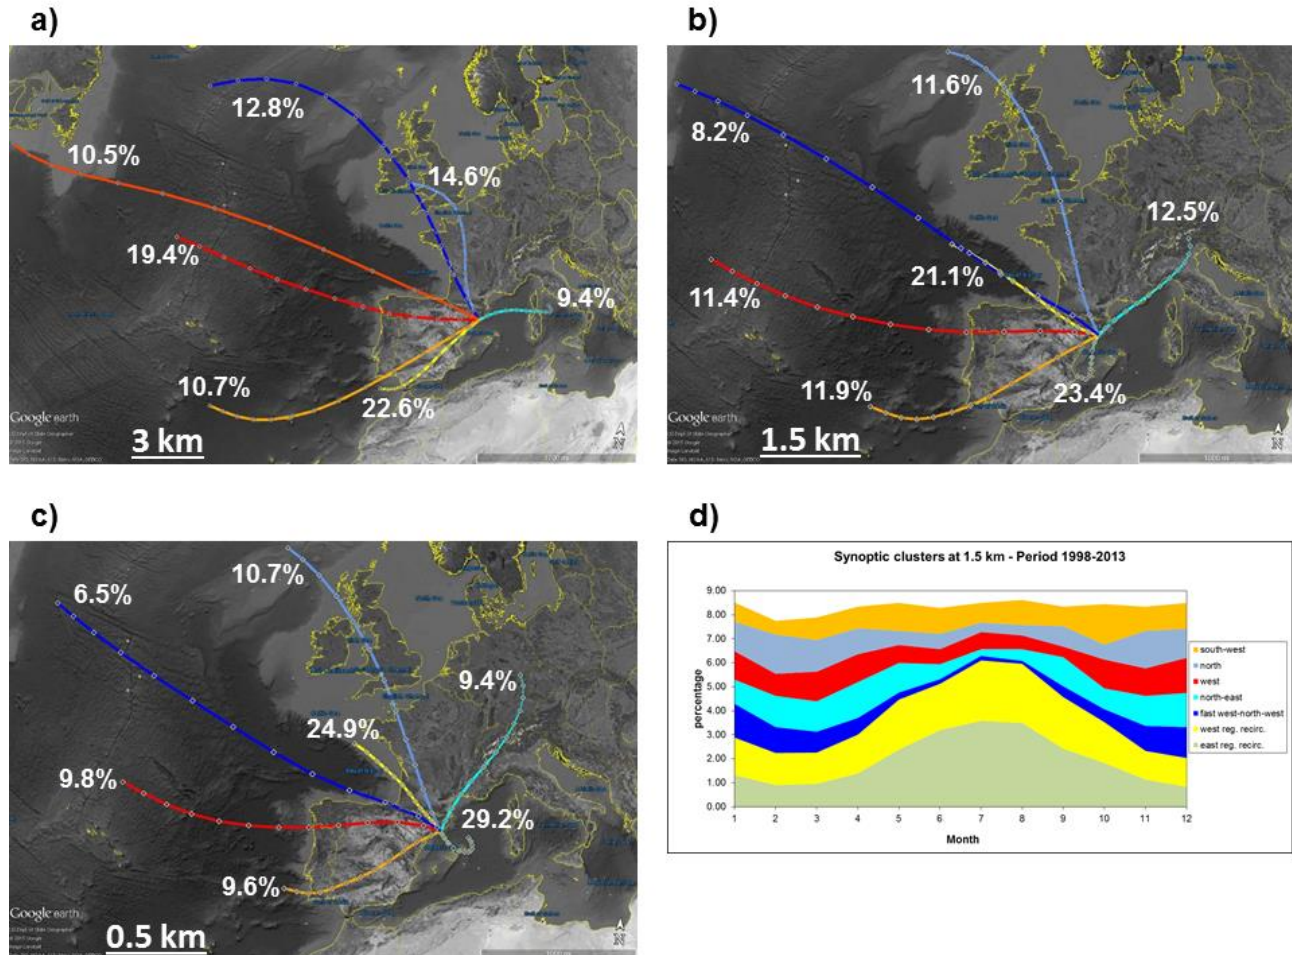 a)
12.8%
10.5%
14.6%
19.4%
9.4%
10.7%
22.6%
Google earth
3 km
b)
11.6%
8.2%
12.5%
21.1%
11.4%
11.9%
23.4%
Google earth
1.5 km
c)
10.7%
6.5%
9.4%
24.9%
9.8%
29.2%
9.6%
Google earth
0.5 km
d)
Synoptic clusters at 1.5 km - Period 1998-2013
9.00
8.00
7.00
6.00
5.00
4.00
3.00
2.00
1.00
0.00
percentage
1 2 3 4 5 6 7 8 9 10 11 12
Month
south-west
north
west
north-east
fast west-north-west
west reg. recirc.
east reg. recirc.